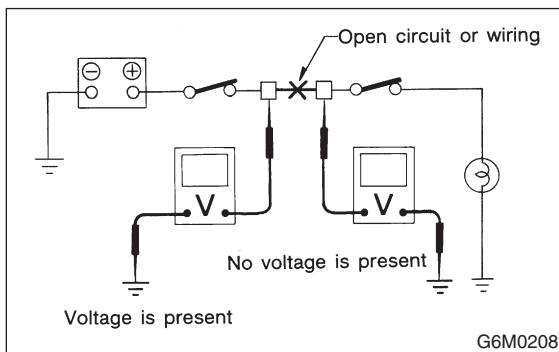 Open circuit or wiring
⊖ ⊕
V
V
No voltage is present
Voltage is present
G6M0208